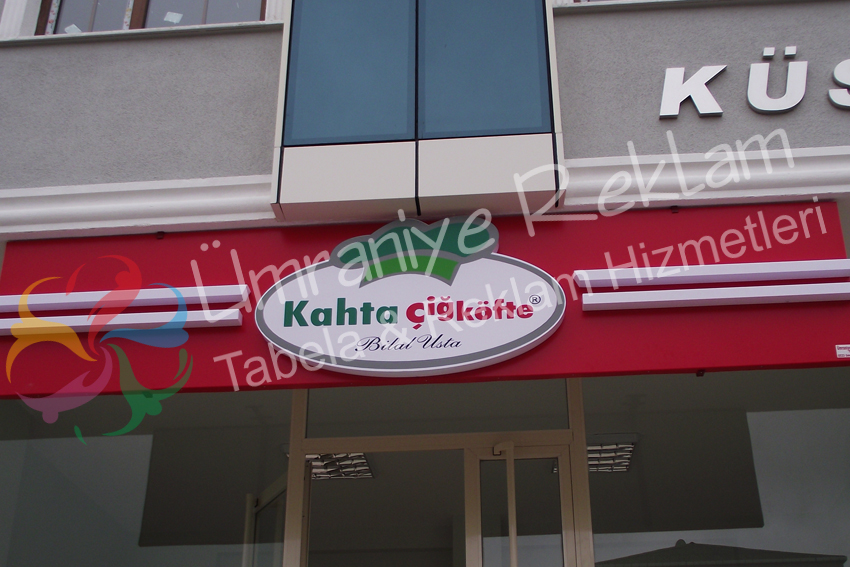 KÜS
Ümraniye Reklam
Tabela & Reklam Hizmetleri
Kahta çiğköfte®
Bilal Usta